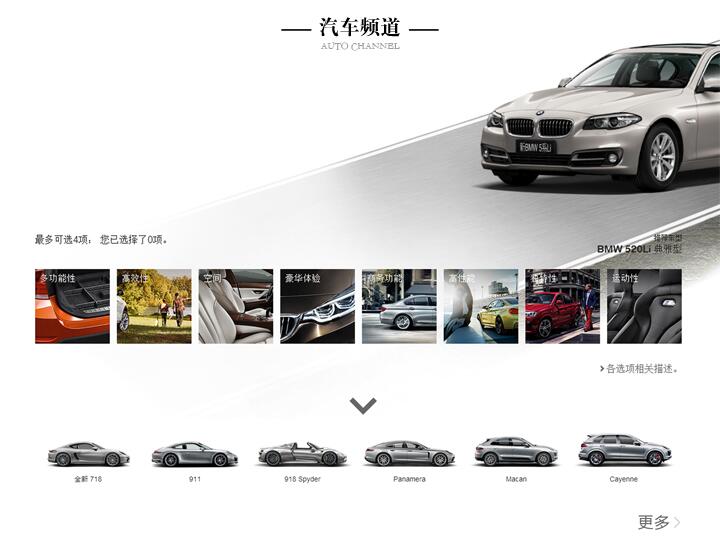 汽车频道
AUTO CHANNEL
新BMW 5系Li
最多可选4项： 您已选择了0项。
推荐车型
BMW 520Li 典雅型
多功能性
高效性
空间
豪华体验
商务功能
高性能
独特性
运动性
各选项相关描述。
全新 718
911
918 Spyder
Panamera
Macan
Cayenne
更多